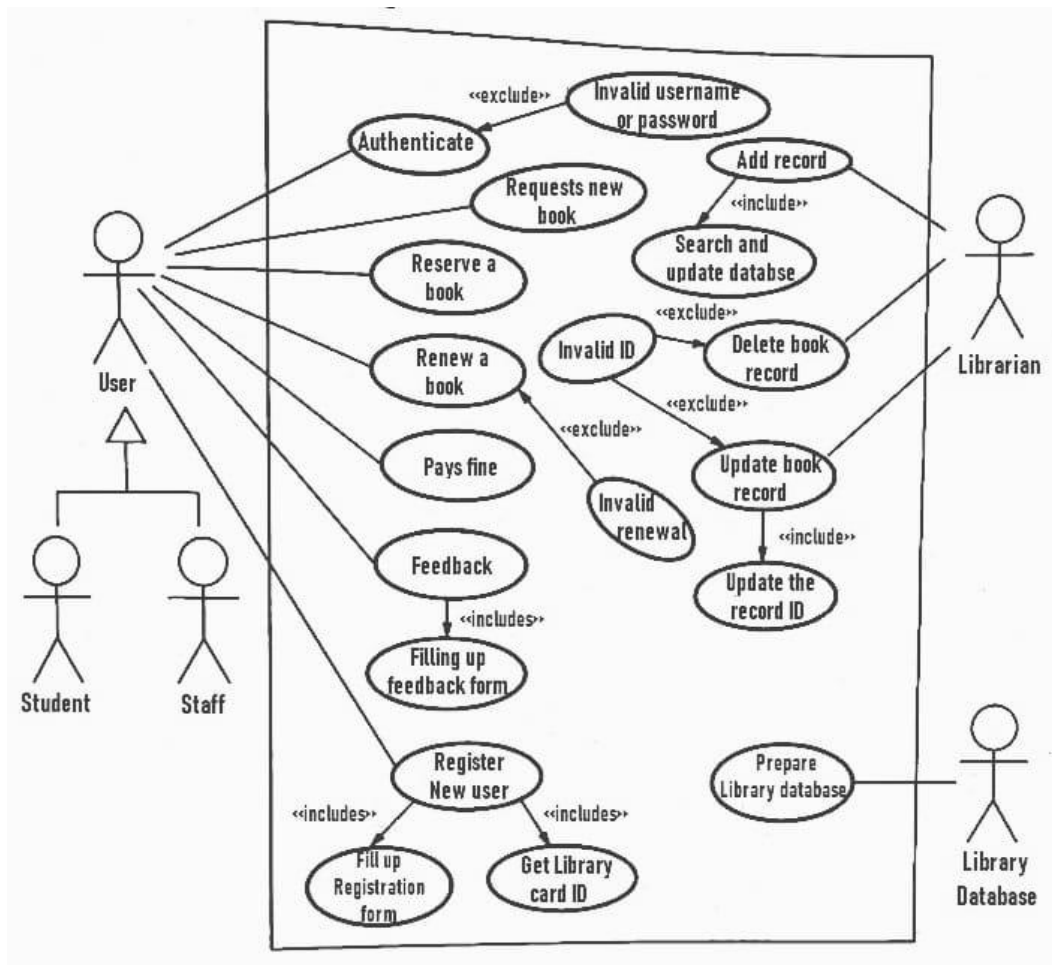 <<exclude>>
Invalid username
or password
Authenticate
Add record
Requests new
book
<<include>>
Search and
update databse
Reserve a
book
<<exclude>>
Invalid ID
Delete book
record
Librarian
Renew a
book
User
<<exclude>>
<<exclude>>
Pays fine
Update book
record
Invalid
renewal
<<include>>
Feedback
Update the
record ID
<<includes>>
Filling up
feedback form
Student
Staff
Register
New user
Prepare
Library database
<<includes>>
<<includes>>
Fill up
Registration
form
Get Library
card ID
Library
Database